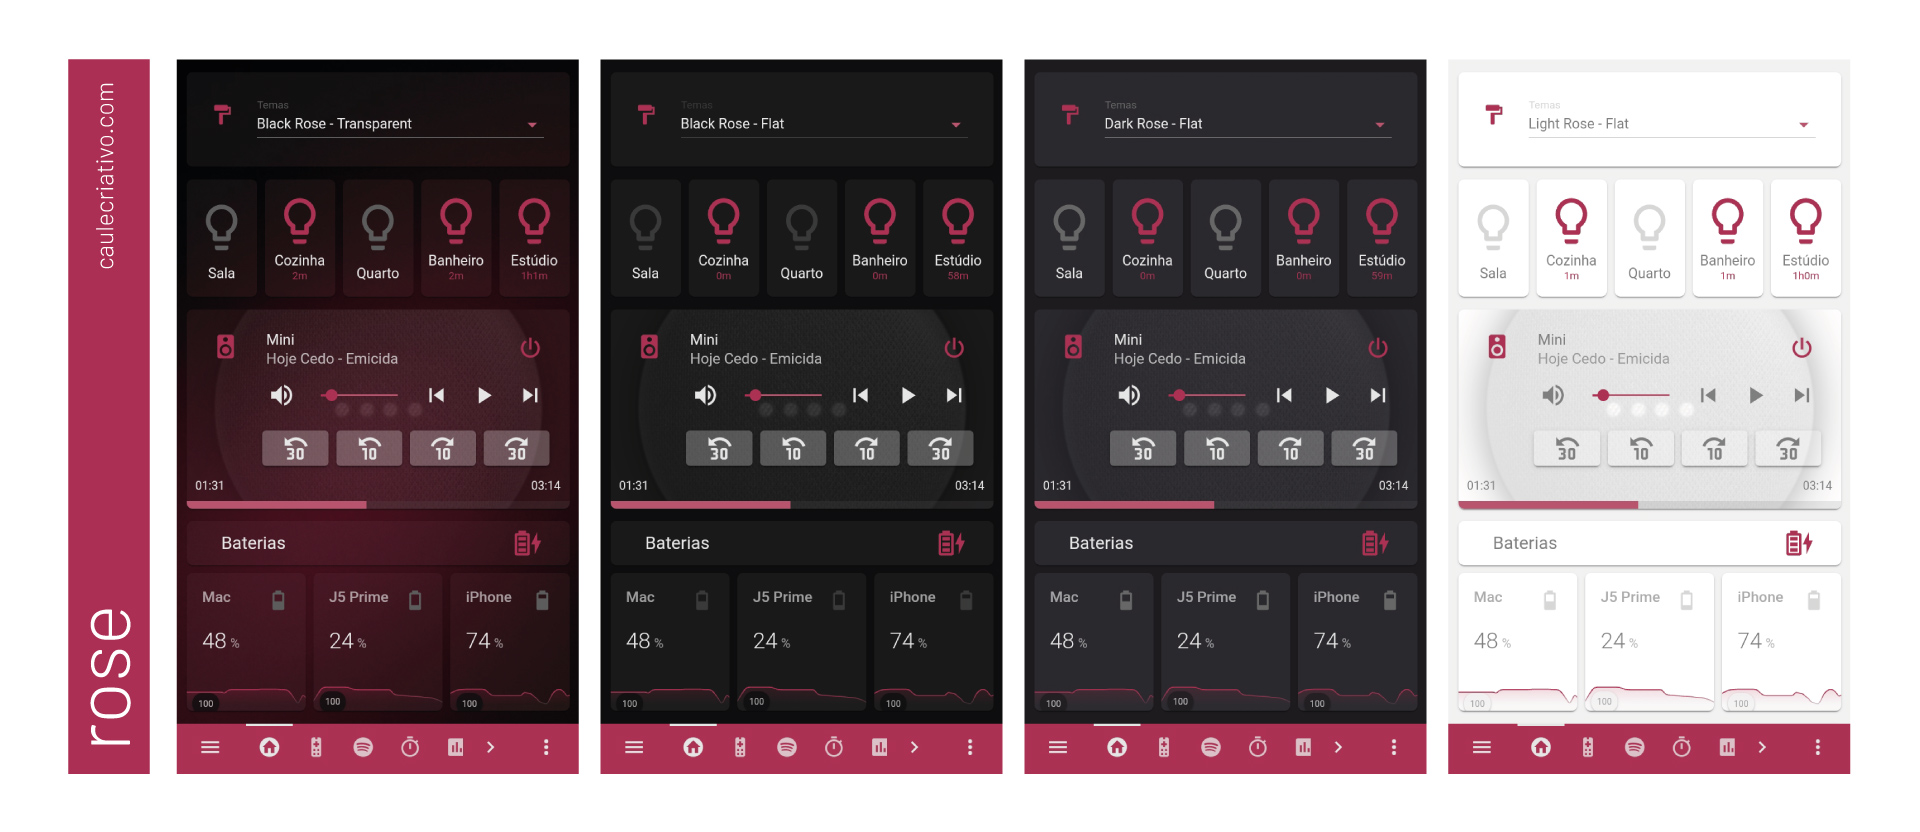 caulecriativo.com
rose
Temas
Black Rose - Transparent
Sala
Cozinha
2m
Quarto
Banheiro
2m
Estúdio
1h1m
Mini
Hoje Cedo - Emicida
30
10
10
30
01:31
03:14
Baterias
Mac
48 %
100
J5 Prime
24 %
100
iPhone
74 %
100
Temas
Black Rose - Flat
Sala
Cozinha
0m
Quarto
Banheiro
0m
Estúdio
58m
Mini
Hoje Cedo - Emicida
30
10
10
30
01:31
03:14
Baterias
Mac
48 %
100
J5 Prime
24 %
100
iPhone
74 %
100
Temas
Dark Rose - Flat
Sala
Cozinha
0m
Quarto
Banheiro
0m
Estúdio
59m
Mini
Hoje Cedo - Emicida
30
10
10
30
01:31
03:14
Baterias
Mac
48 %
100
J5 Prime
24 %
100
iPhone
74 %
100
Temas
Light Rose - Flat
Sala
Cozinha
1m
Quarto
Banheiro
1m
Estúdio
1h0m
Mini
Hoje Cedo - Emicida
30
10
10
30
01:31
03:14
Baterias
Mac
48 %
100
J5 Prime
24 %
100
iPhone
74 %
100